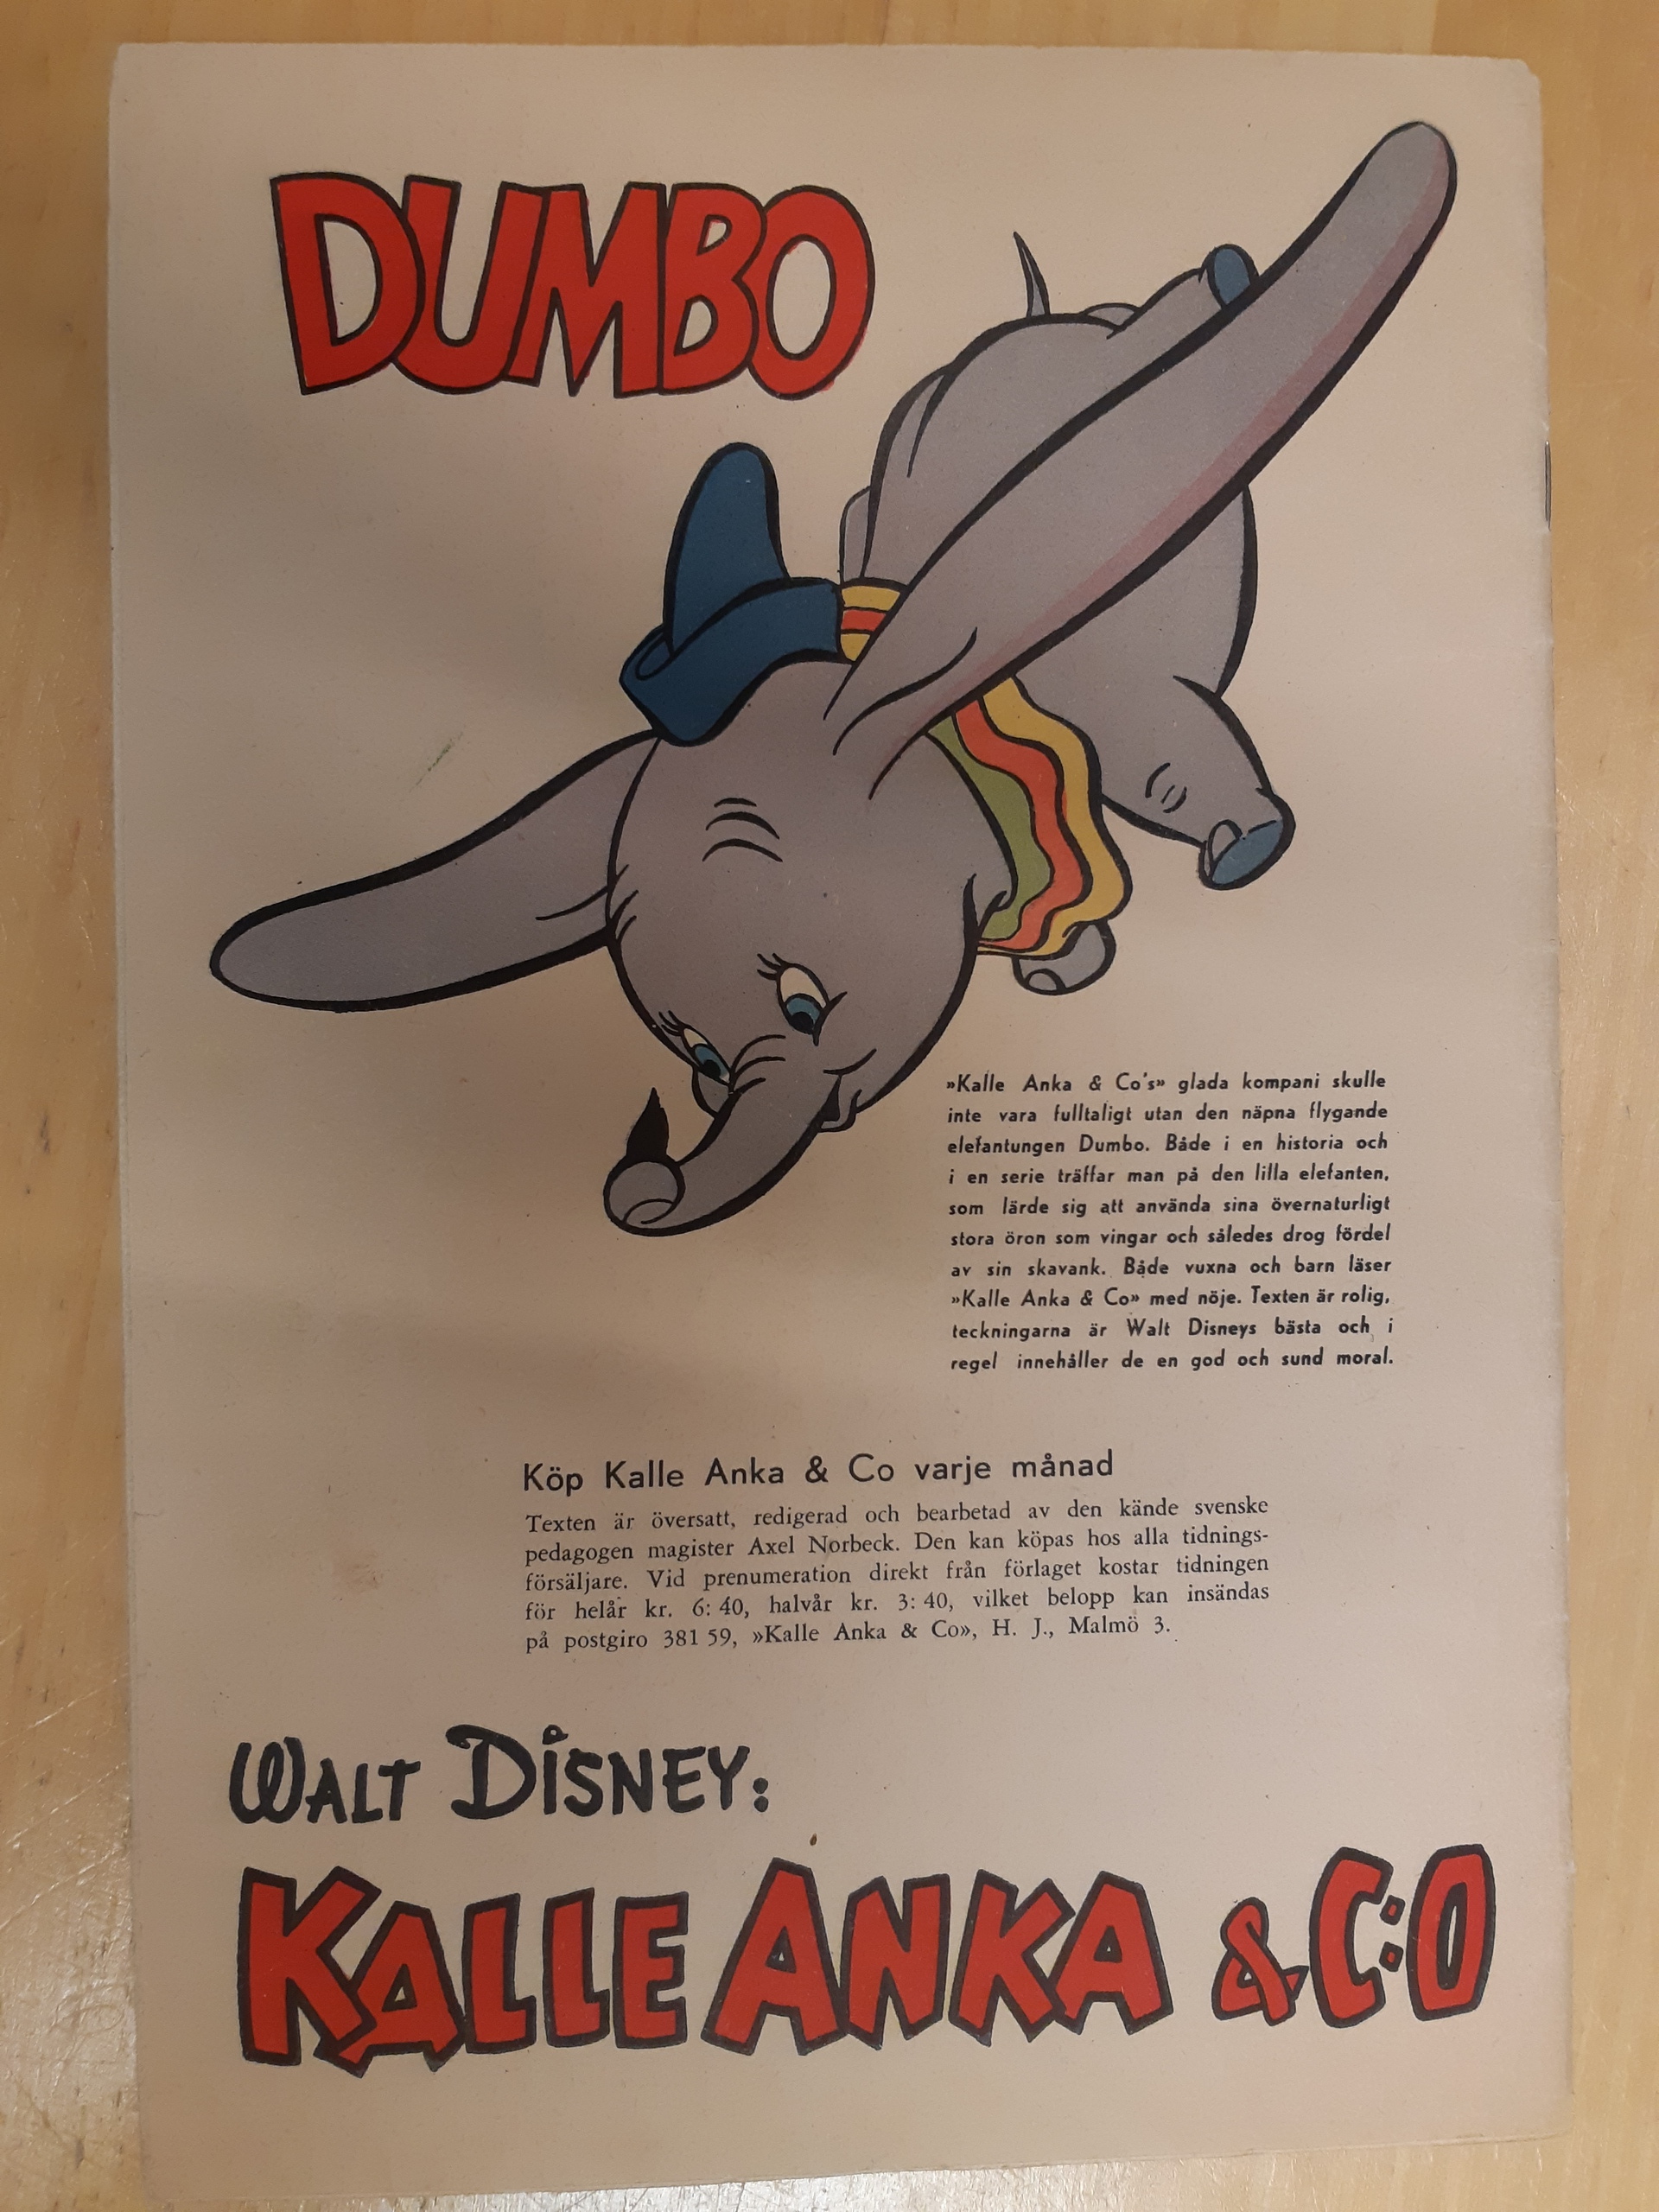 DUMBO
»Kalle Anka & Co's» glada kompani skulle
inte vara fulltaligt utan den näpna flygande
elefantungen Dumbo. Både i en historia och
i en serie träffar man på den lilla elefanten,
som lärde sig att använda sina övernaturligt
stora öron som vingar och således drog fördel
av sin skavank. Både vuxna och barn läser
»Kalle Anka & Co» med nöje. Texten är rolig,
teckningarna är Walt Disneys bästa och i
regel innehåller de en god och sund moral.
Köp Kalle Anka & Co varje månad
Texten är översatt, redigerad och bearbetad av den kände svenske
pedagogen magister Axel Norbeck. Den kan köpas hos alla tidnings-
försäljare. Vid prenumeration direkt från förlaget kostar tidningen
för helår kr. 6: 40, halvår kr. 3: 40, vilket belopp kan insändas
på postgiro 381 59, »Kalle Anka & Co», H. J., Malmö 3.
WALT DISNEY:
KALLE ANKA & C:O